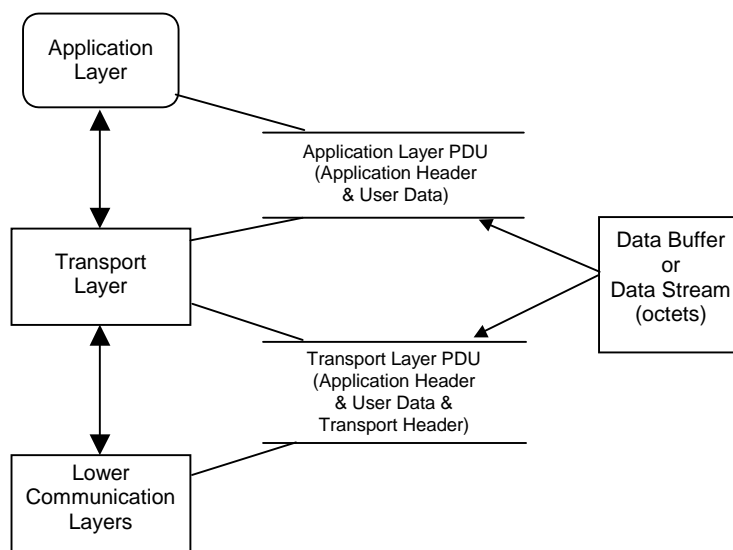 Application
Layer
Application Layer PDU
(Application Header
& User Data)
Transport
Layer
Data Buffer
or
Data Stream
(octets)
Transport Layer PDU
(Application Header
& User Data &
Transport Header)
Lower
Communication
Layers